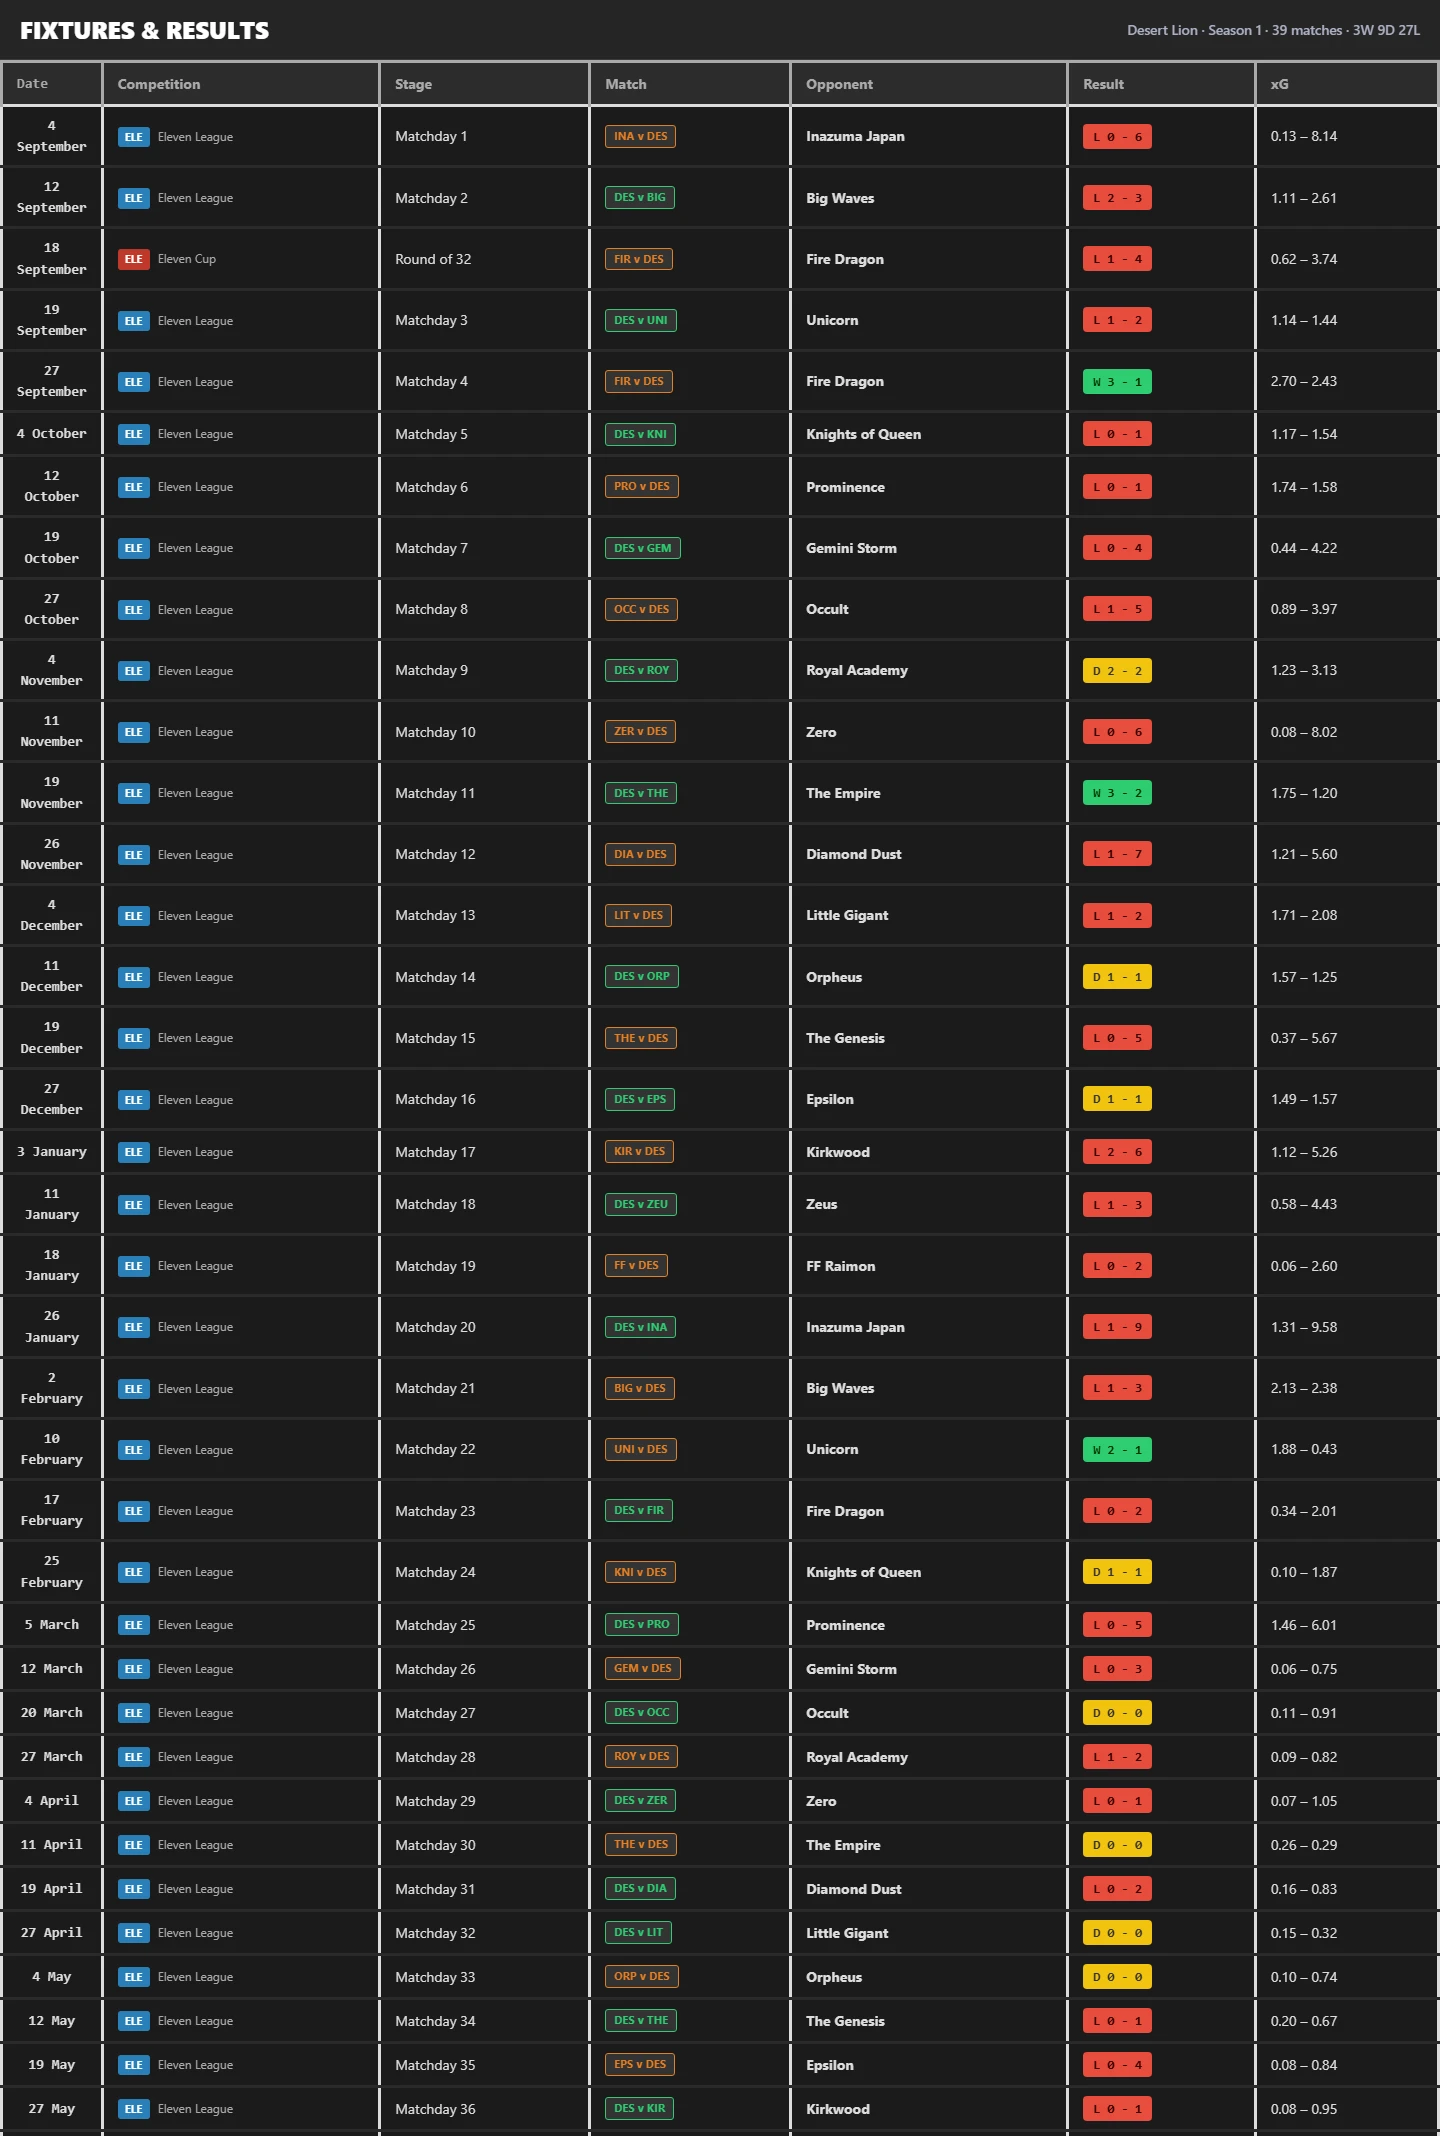 FIXTURES & RESULTS
Desert Lion · Season 1 · 39 matches · 3W 9D 27L
Date Competition Stage Match Opponent Result xG
4 September ELE Eleven League Matchday 1 INA v DES Inazuma Japan L 0 - 6 0.13 – 8.14
12 September ELE Eleven League Matchday 2 DES v BIG Big Waves L 2 - 3 1.11 – 2.61
18 September ELE Eleven Cup Round of 32 FIR v DES Fire Dragon L 1 - 4 0.62 – 3.74
19 September ELE Eleven League Matchday 3 DES v UNI Unicorn L 1 - 2 1.14 – 1.44
27 September ELE Eleven League Matchday 4 FIR v DES Fire Dragon W 3 - 1 2.70 – 2.43
4 October ELE Eleven League Matchday 5 DES v KNI Knights of Queen L 0 - 1 1.17 – 1.54
12 October ELE Eleven League Matchday 6 PRO v DES Prominence L 0 - 1 1.74 – 1.58
19 October ELE Eleven League Matchday 7 DES v GEM Gemini Storm L 0 - 4 0.44 – 4.22
27 October ELE Eleven League Matchday 8 OCC v DES Occult L 1 - 5 0.89 – 3.97
4 November ELE Eleven League Matchday 9 DES v ROY Royal Academy D 2 - 2 1.23 – 3.13
11 November ELE Eleven League Matchday 10 ZER v DES Zero L 0 - 6 0.08 – 8.02
19 November ELE Eleven League Matchday 11 DES v THE The Empire W 3 - 2 1.75 – 1.20
26 November ELE Eleven League Matchday 12 DIA v DES Diamond Dust L 1 - 7 1.21 – 5.60
4 December ELE Eleven League Matchday 13 LIT v DES Little Gigant L 1 - 2 1.71 – 2.08
11 December ELE Eleven League Matchday 14 DES v ORP Orpheus D 1 - 1 1.57 – 1.25
19 December ELE Eleven League Matchday 15 THE v DES The Genesis L 0 - 5 0.37 – 5.67
27 December ELE Eleven League Matchday 16 DES v EPS Epsilon D 1 - 1 1.49 – 1.57
3 January ELE Eleven League Matchday 17 KIR v DES Kirkwood L 2 - 6 1.12 – 5.26
11 January ELE Eleven League Matchday 18 DES v ZEU Zeus L 1 - 3 0.58 – 4.43
18 January ELE Eleven League Matchday 19 FF v DES FF Raimon L 0 - 2 0.06 – 2.60
26 January ELE Eleven League Matchday 20 DES v INA Inazuma Japan L 1 - 9 1.31 – 9.58
2 February ELE Eleven League Matchday 21 BIG v DES Big Waves L 1 - 3 2.13 – 2.38
10 February ELE Eleven League Matchday 22 UNI v DES Unicorn W 2 - 1 1.88 – 0.43
17 February ELE Eleven League Matchday 23 DES v FIR Fire Dragon L 0 - 2 0.34 – 2.01
25 February ELE Eleven League Matchday 24 KNI v DES Knights of Queen D 1 - 1 0.10 – 1.87
5 March ELE Eleven League Matchday 25 DES v PRO Prominence L 0 - 5 1.46 – 6.01
12 March ELE Eleven League Matchday 26 GEM v DES Gemini Storm L 0 - 3 0.06 – 0.75
20 March ELE Eleven League Matchday 27 DES v OCC Occult D 0 - 0 0.11 – 0.91
27 March ELE Eleven League Matchday 28 ROY v DES Royal Academy L 1 - 2 0.09 – 0.82
4 April ELE Eleven League Matchday 29 DES v ZER Zero L 0 - 1 0.07 – 1.05
11 April ELE Eleven League Matchday 30 THE v DES The Empire D 0 - 0 0.26 – 0.29
19 April ELE Eleven League Matchday 31 DES v DIA Diamond Dust L 0 - 2 0.16 – 0.83
27 April ELE Eleven League Matchday 32 DES v LIT Little Gigant D 0 - 0 0.15 – 0.32
4 May ELE Eleven League Matchday 33 ORP v DES Orpheus D 0 - 0 0.10 – 0.74
12 May ELE Eleven League Matchday 34 DES v THE The Genesis L 0 - 1 0.20 – 0.67
19 May ELE Eleven League Matchday 35 EPS v DES Epsilon L 0 - 4 0.08 – 0.84
27 May ELE Eleven League Matchday 36 DES v KIR Kirkwood L 0 - 1 0.08 – 0.95